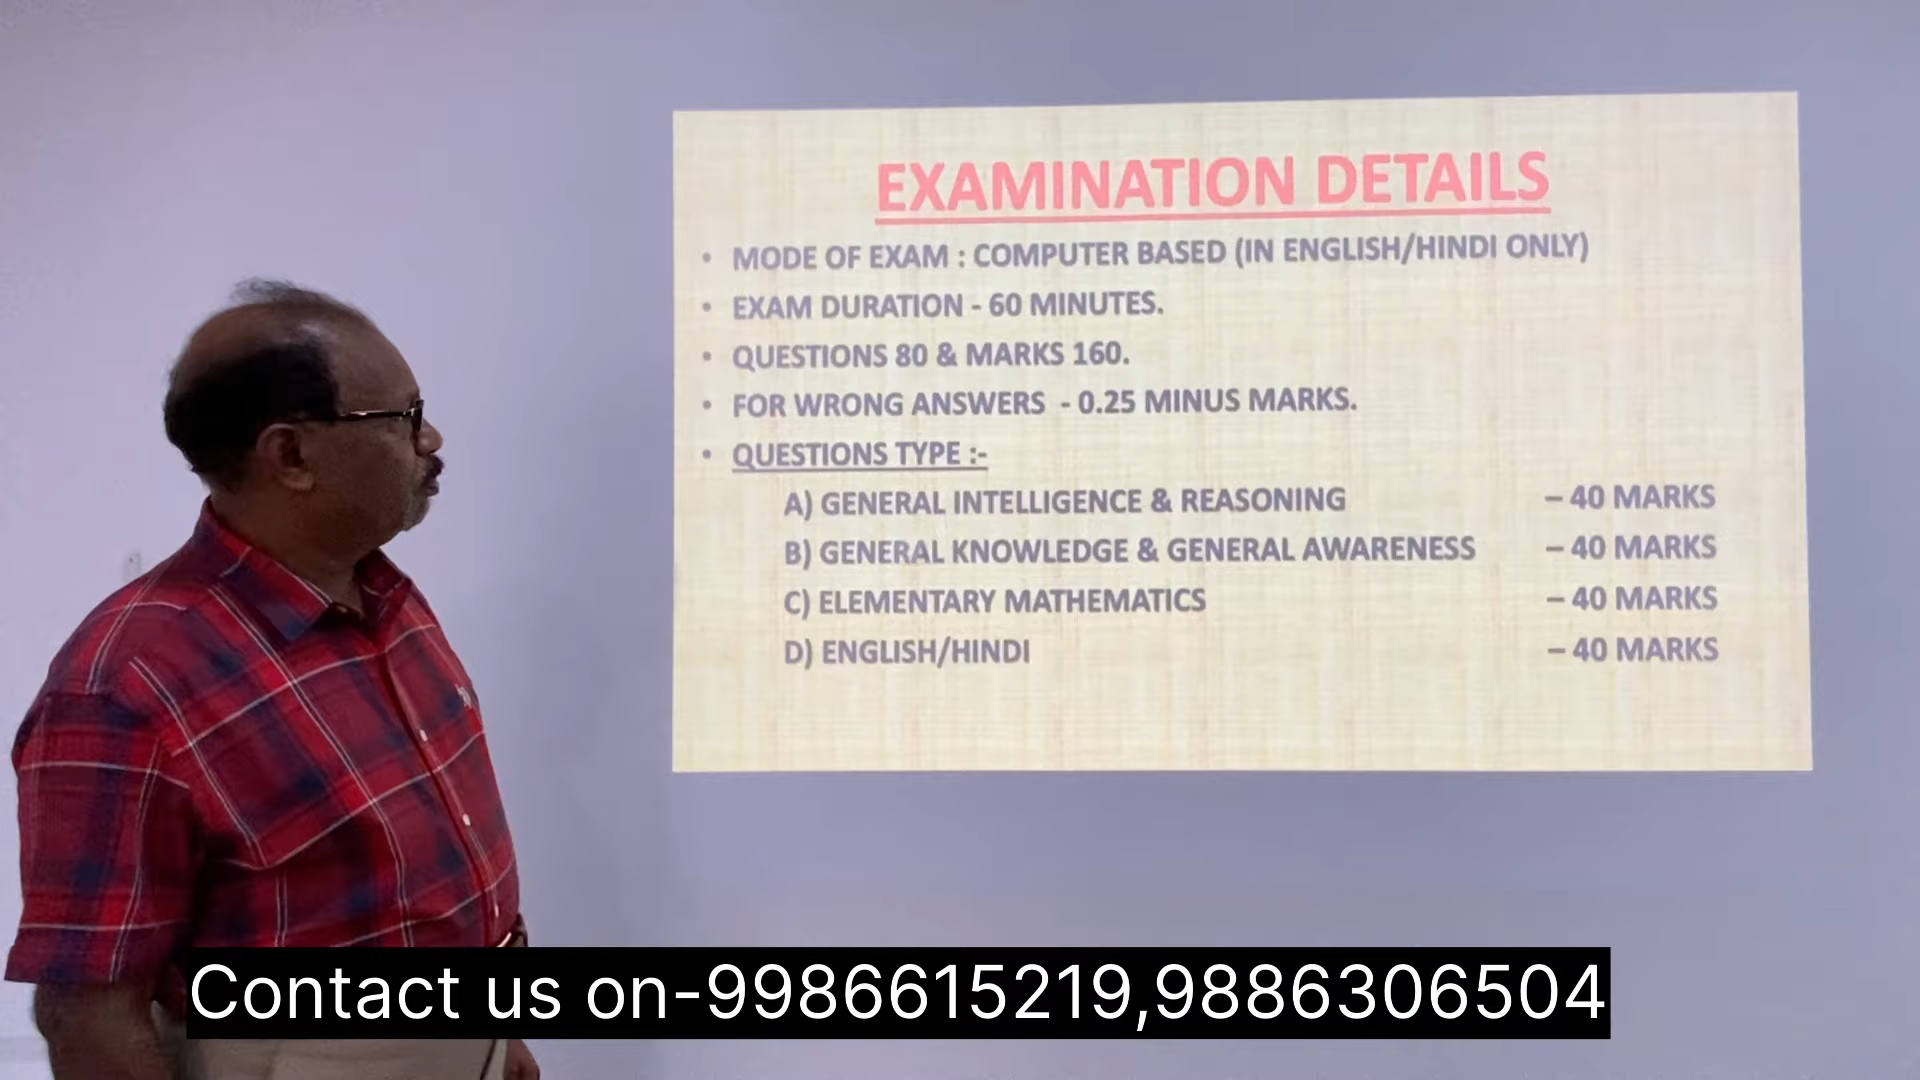 EXAMINATION DETAILS
• MODE OF EXAM : COMPUTER BASED (IN ENGLISH/HINDI ONLY)
• EXAM DURATION - 60 MINUTES.
• QUESTIONS 80 & MARKS 160.
• FOR WRONG ANSWERS - 0.25 MINUS MARKS.
• QUESTIONS TYPE :-
A) GENERAL INTELLIGENCE & REASONING – 40 MARKS
B) GENERAL KNOWLEDGE & GENERAL AWARENESS – 40 MARKS
C) ELEMENTARY MATHEMATICS – 40 MARKS
D) ENGLISH/HINDI – 40 MARKS
Contact us on-9986615219,9886306504